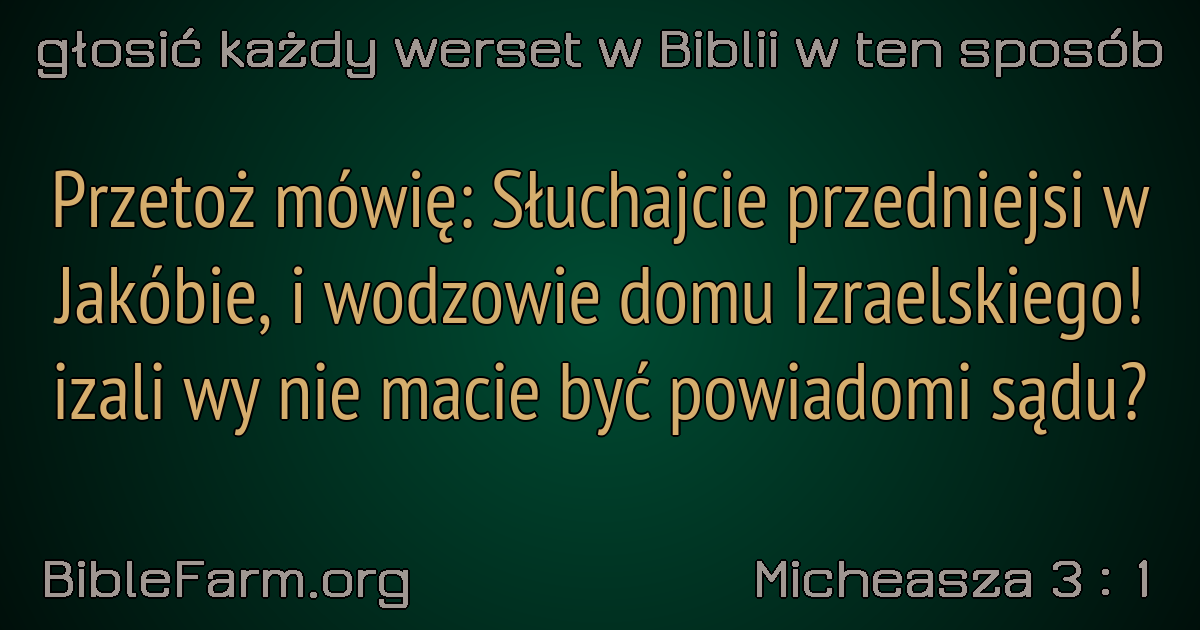 głosić każdy werset w Biblii w ten sposób
Przetoż mówię: Słuchajcie przedniejsi w
Jakóbie, i wodzowie domu Izraelskiego!
izali wy nie macie być powiadomi sądu?
BibleFarm.org
Micheasza 3 : 1